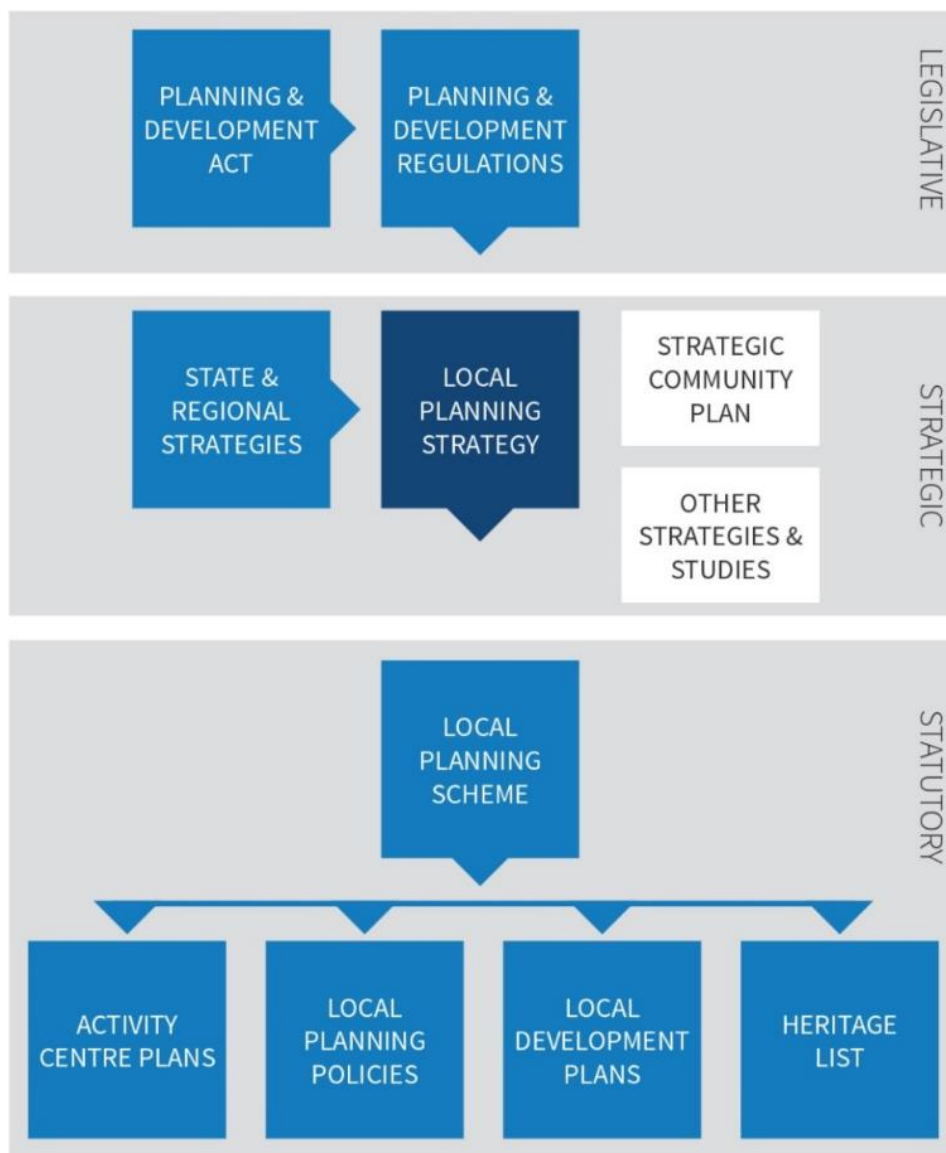 PLANNING &
DEVELOPMENT
ACT
PLANNING &
DEVELOPMENT
REGULATIONS
LEGISLATIVE
STATE &
REGIONAL
STRATEGIES
LOCAL
PLANNING
STRATEGY
STRATEGIC
COMMUNITY
PLAN
OTHER
STRATEGIES &
STUDIES
STRATEGIC
LOCAL
PLANNING
SCHEME
STATUTORY
ACTIVITY
CENTRE PLANS
LOCAL
PLANNING
POLICIES
LOCAL
DEVELOPMENT
PLANS
HERITAGE
LIST